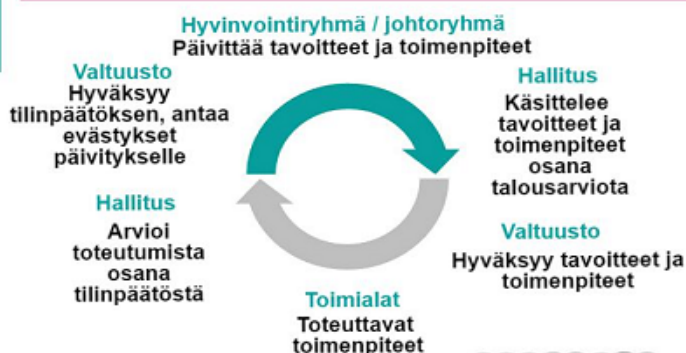 Hyvinvointiryhmä / johtoryhmä
Päivittää tavoitteet ja toimenpiteet
Hallitus
Käsittelee
tavoitteet ja
toimenpiteet
osana
talousarviota
Valtuusto
Hyväksyy tavoitteet ja
toimenpiteet
Toimialat
Toteuttavat
toimenpiteet
Hallitus
Arvioi
toteutumista
osana
tilinpäätöstä
Valtuusto
Hyväksyy
tilinpäätöksen, antaa
evästykset
päivitykselle